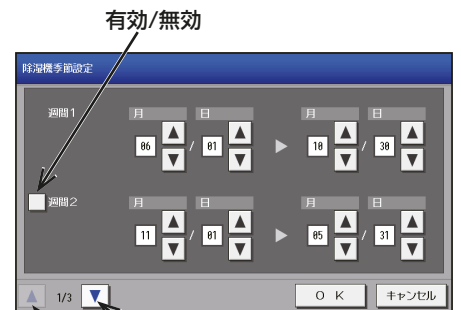 有効/無効
除湿機季節設定
週間1
月 日 月 日
06 / 01 ▶ 10 / 30
週間2
月 日 月 日
11 / 01 ▶ 05 / 31
1/3
OK キャンセル